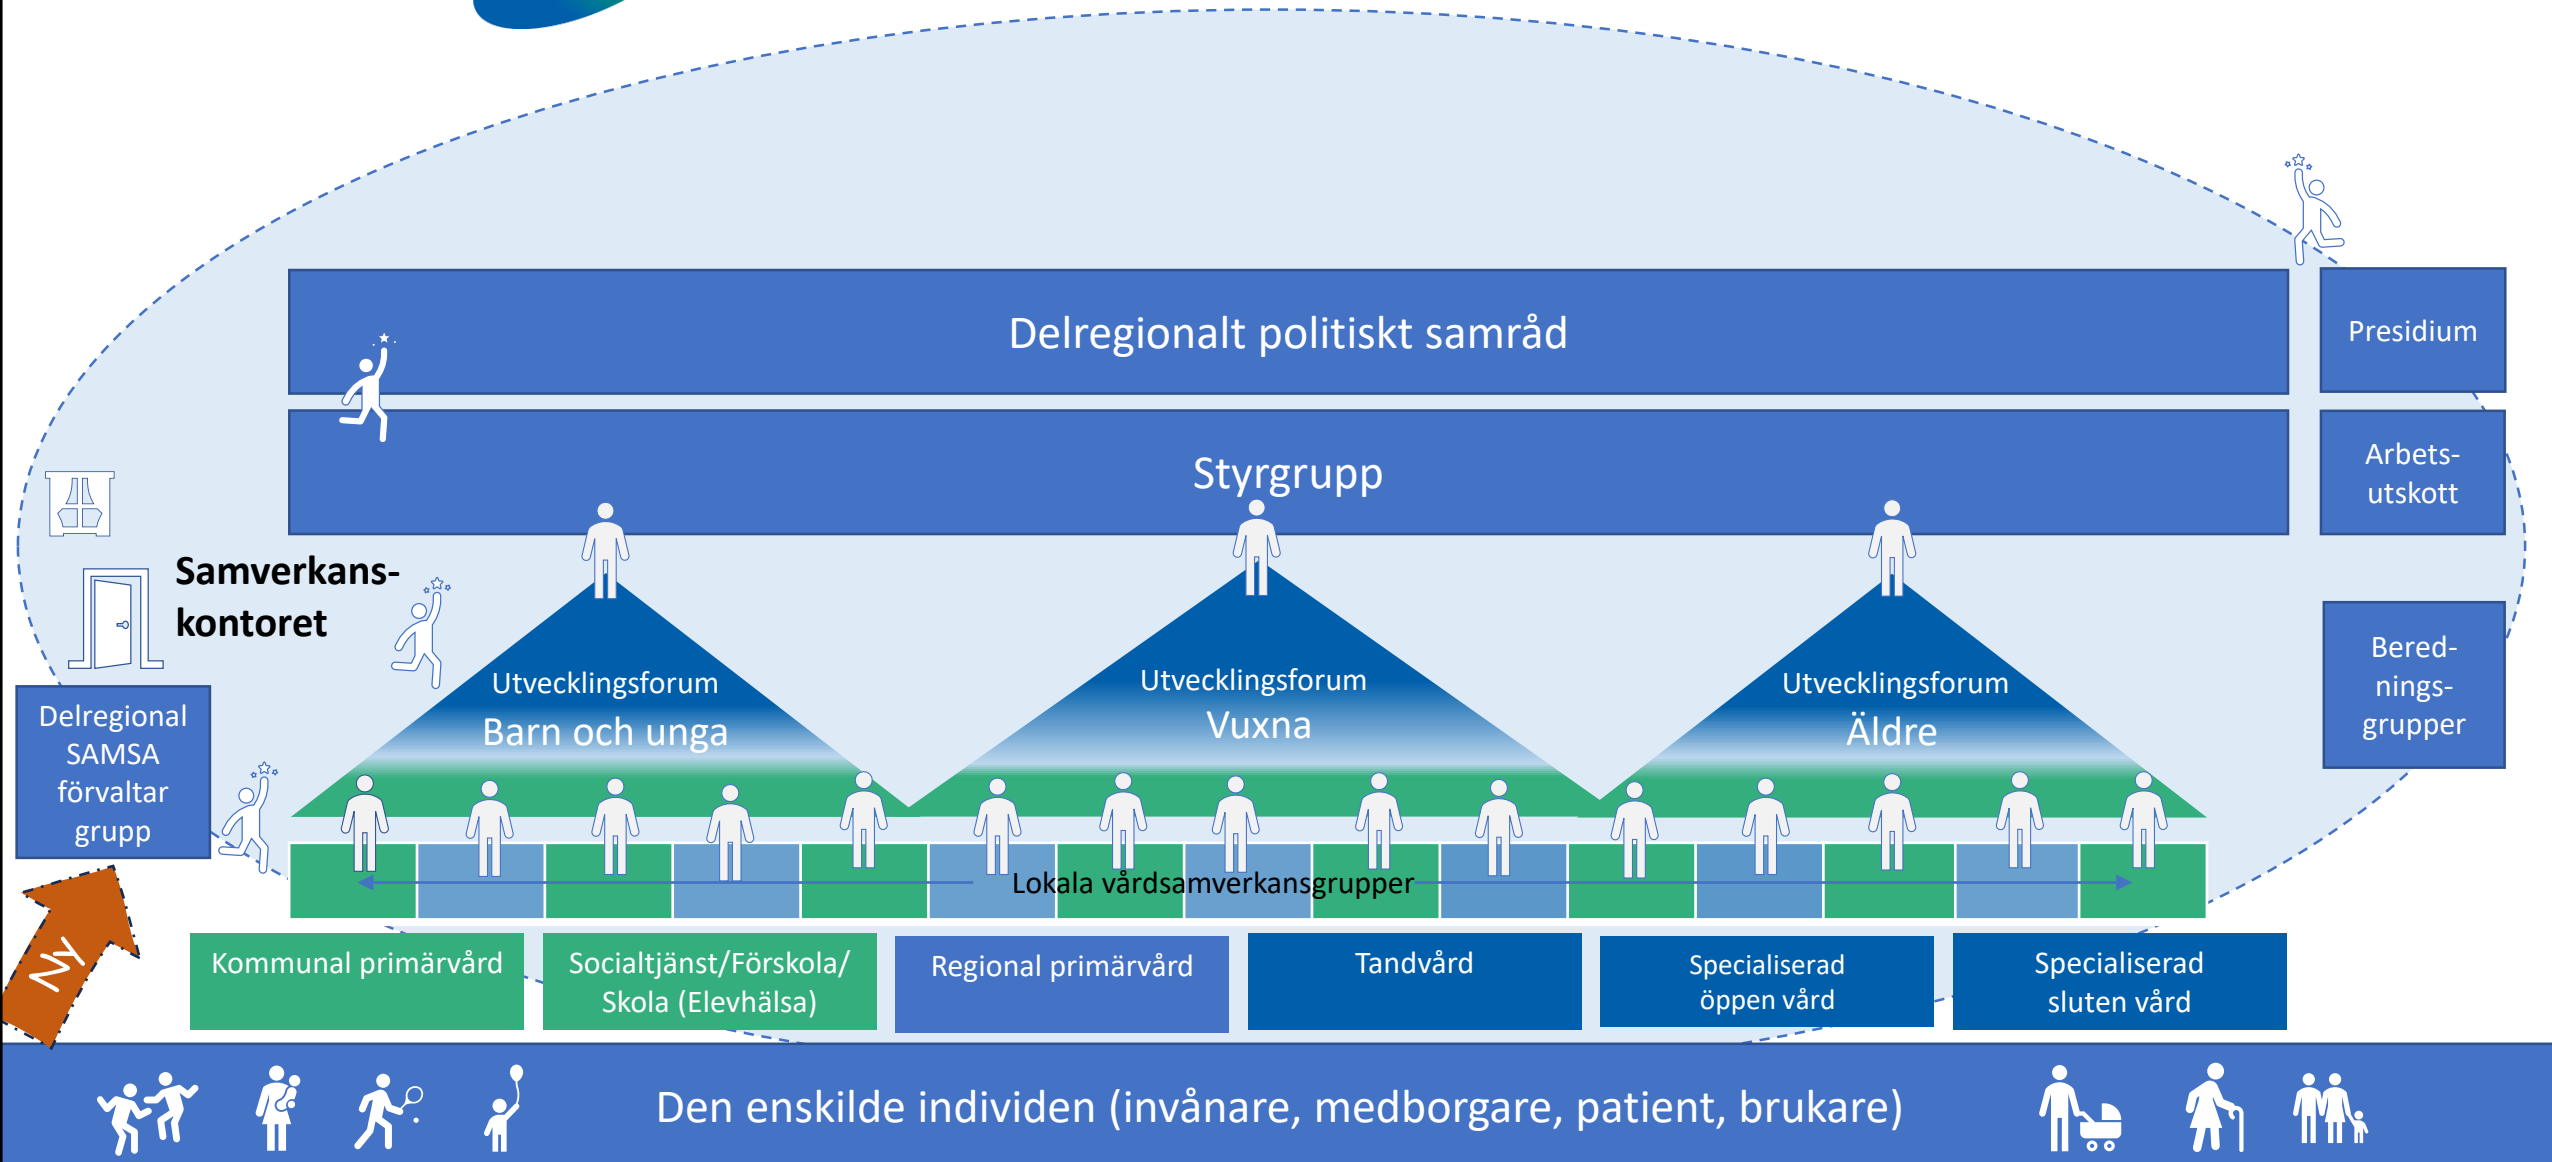 Delregionalt politiskt samråd
Presidium
Styrgrupp
Arbets-
utskott
Samverkans-
kontoret
Delregional
SAMSA
förvaltar
grupp
Ny
Utvecklingsforum
Barn och unga
Utvecklingsforum
Vuxna
Utvecklingsforum
Äldre
Bered-
nings-
grupper
Lokala vårdsamverkansgrupper
Kommunal primärvård
Socialtjänst/Förskola/
Skola (Elevhälsa)
Regional primärvård
Tandvård
Specialiserad
öppen vård
Specialiserad
sluten vård
Den enskilde individen (invånare, medborgare, patient, brukare)